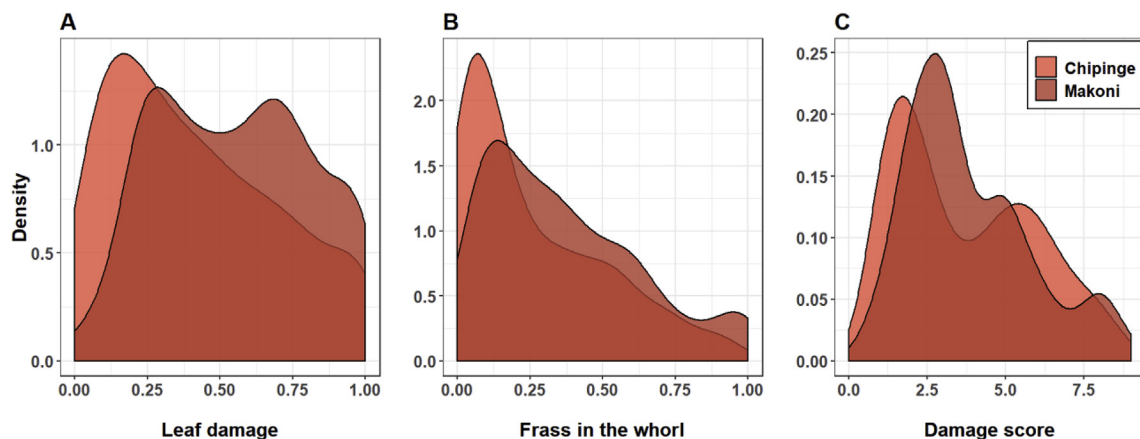 A
B
C
Density
1.0
0.5
0.0
0.00 0.25 0.50 0.75 1.00
Leaf damage
2.0
1.5
1.0
0.5
0.0
0.00 0.25 0.50 0.75 1.00
Frass in the whorl
0.25
0.20
0.15
0.10
0.05
0.00
0.0 2.5 5.0 7.5
Damage score
Chipinge
Makoni